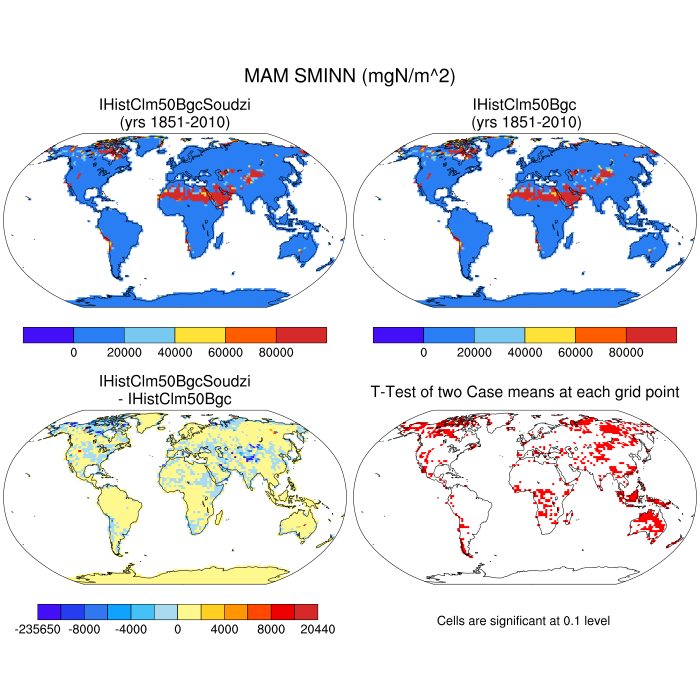 MAM SMINN (mgN/m^2)
IHistClm50BgcSoudzi
(yrs 1851-2010)
IHistClm50Bgc
(yrs 1851-2010)
0 20000 40000 60000 80000
0 20000 40000 60000 80000
IHistClm50BgcSoudzi
- IHistClm50Bgc
T-Test of two Case means at each grid point
-235650 -8000 -4000 0 4000 8000 20440
Cells are significant at 0.1 level